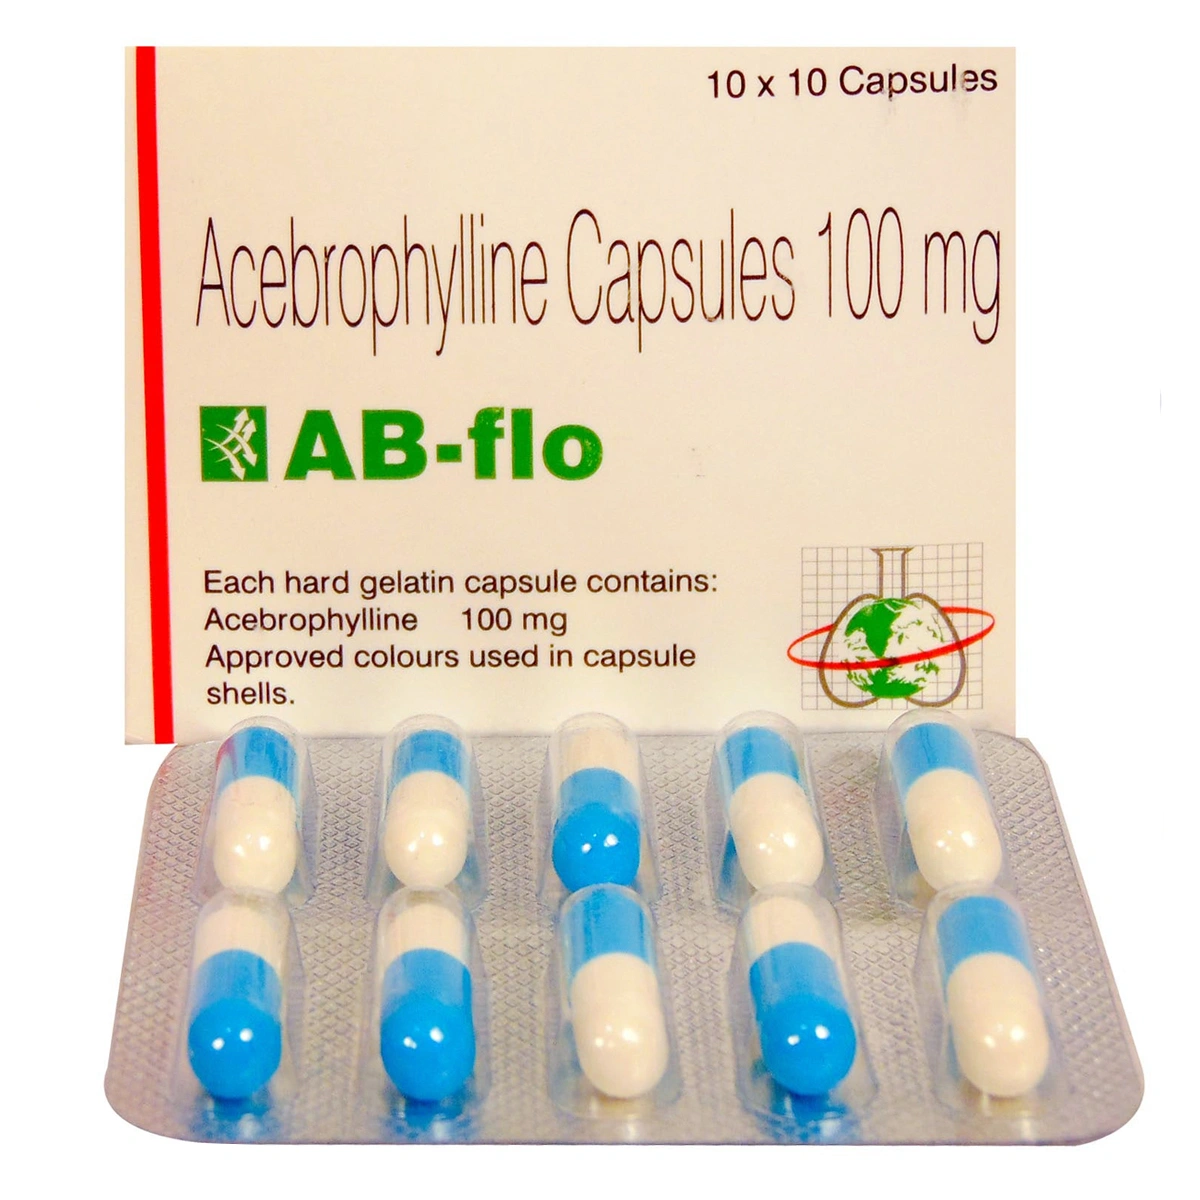 10 x 10 Capsules
Acebrophylline Capsules 100 mg
AB-flo
Each hard gelatin capsule contains:
Acebrophylline 100 mg
Approved colours used in capsule
shells.